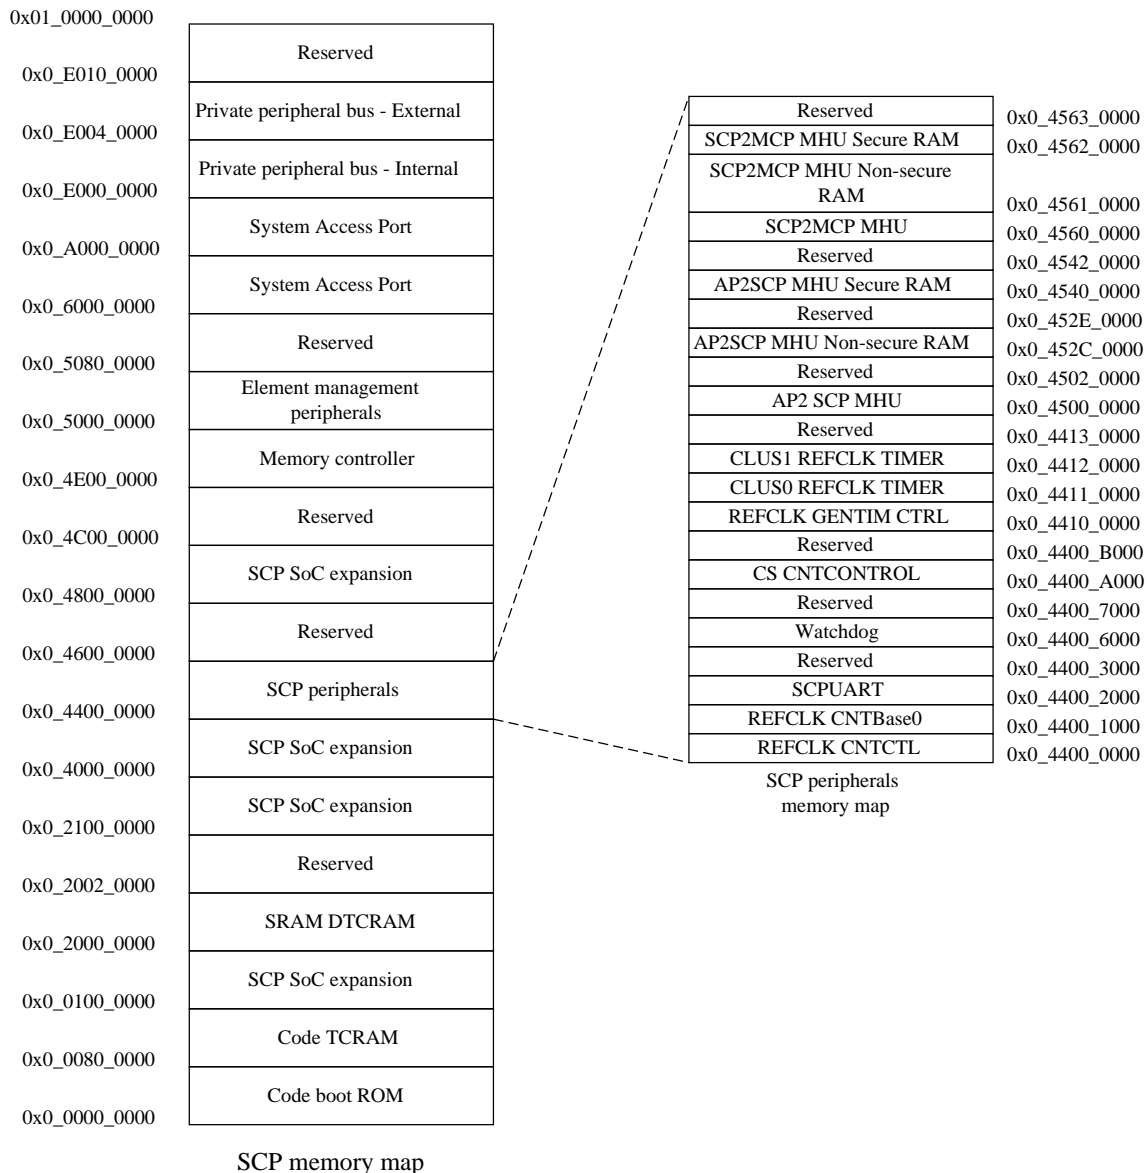 0x01_0000_0000
Reserved
0x0_E010_0000
Private peripheral bus - External
0x0_E004_0000
Private peripheral bus - Internal
0x0_E000_0000
System Access Port
0x0_A000_0000
System Access Port
0x0_6000_0000
Reserved
0x0_5080_0000
Element management
peripherals
0x0_5000_0000
Memory controller
0x0_4E00_0000
Reserved
0x0_4C00_0000
SCP SoC expansion
0x0_4800_0000
Reserved
0x0_4600_0000
SCP peripherals
0x0_4400_0000
SCP SoC expansion
0x0_4000_0000
SCP SoC expansion
0x0_2100_0000
Reserved
0x0_2002_0000
SRAM DTCRAM
0x0_2000_0000
SCP SoC expansion
0x0_0100_0000
Code TCRAM
0x0_0080_0000
Code boot ROM
0x0_0000_0000
SCP memory map
Reserved
0x0_4563_0000
SCP2MCP MHU Secure RAM
0x0_4562_0000
SCP2MCP MHU Non-secure
RAM
0x0_4561_0000
SCP2MCP MHU
0x0_4560_0000
Reserved
0x0_4542_0000
AP2SCP MHU Secure RAM
0x0_4540_0000
Reserved
0x0_452E_0000
AP2SCP MHU Non-secure RAM
0x0_452C_0000
Reserved
0x0_4502_0000
AP2 SCP MHU
0x0_4500_0000
Reserved
0x0_4413_0000
CLUS1 REFCLK TIMER
0x0_4412_0000
CLUS0 REFCLK TIMER
0x0_4411_0000
REFCLK GENTIM CTRL
0x0_4410_0000
Reserved
0x0_4400_B000
CS CNTCONTROL
0x0_4400_A000
Reserved
0x0_4400_7000
Watchdog
0x0_4400_6000
Reserved
0x0_4400_3000
SCPUART
0x0_4400_2000
REFCLK CNTBase0
0x0_4400_1000
REFCLK CNTCTL
0x0_4400_0000
SCP peripherals
memory map